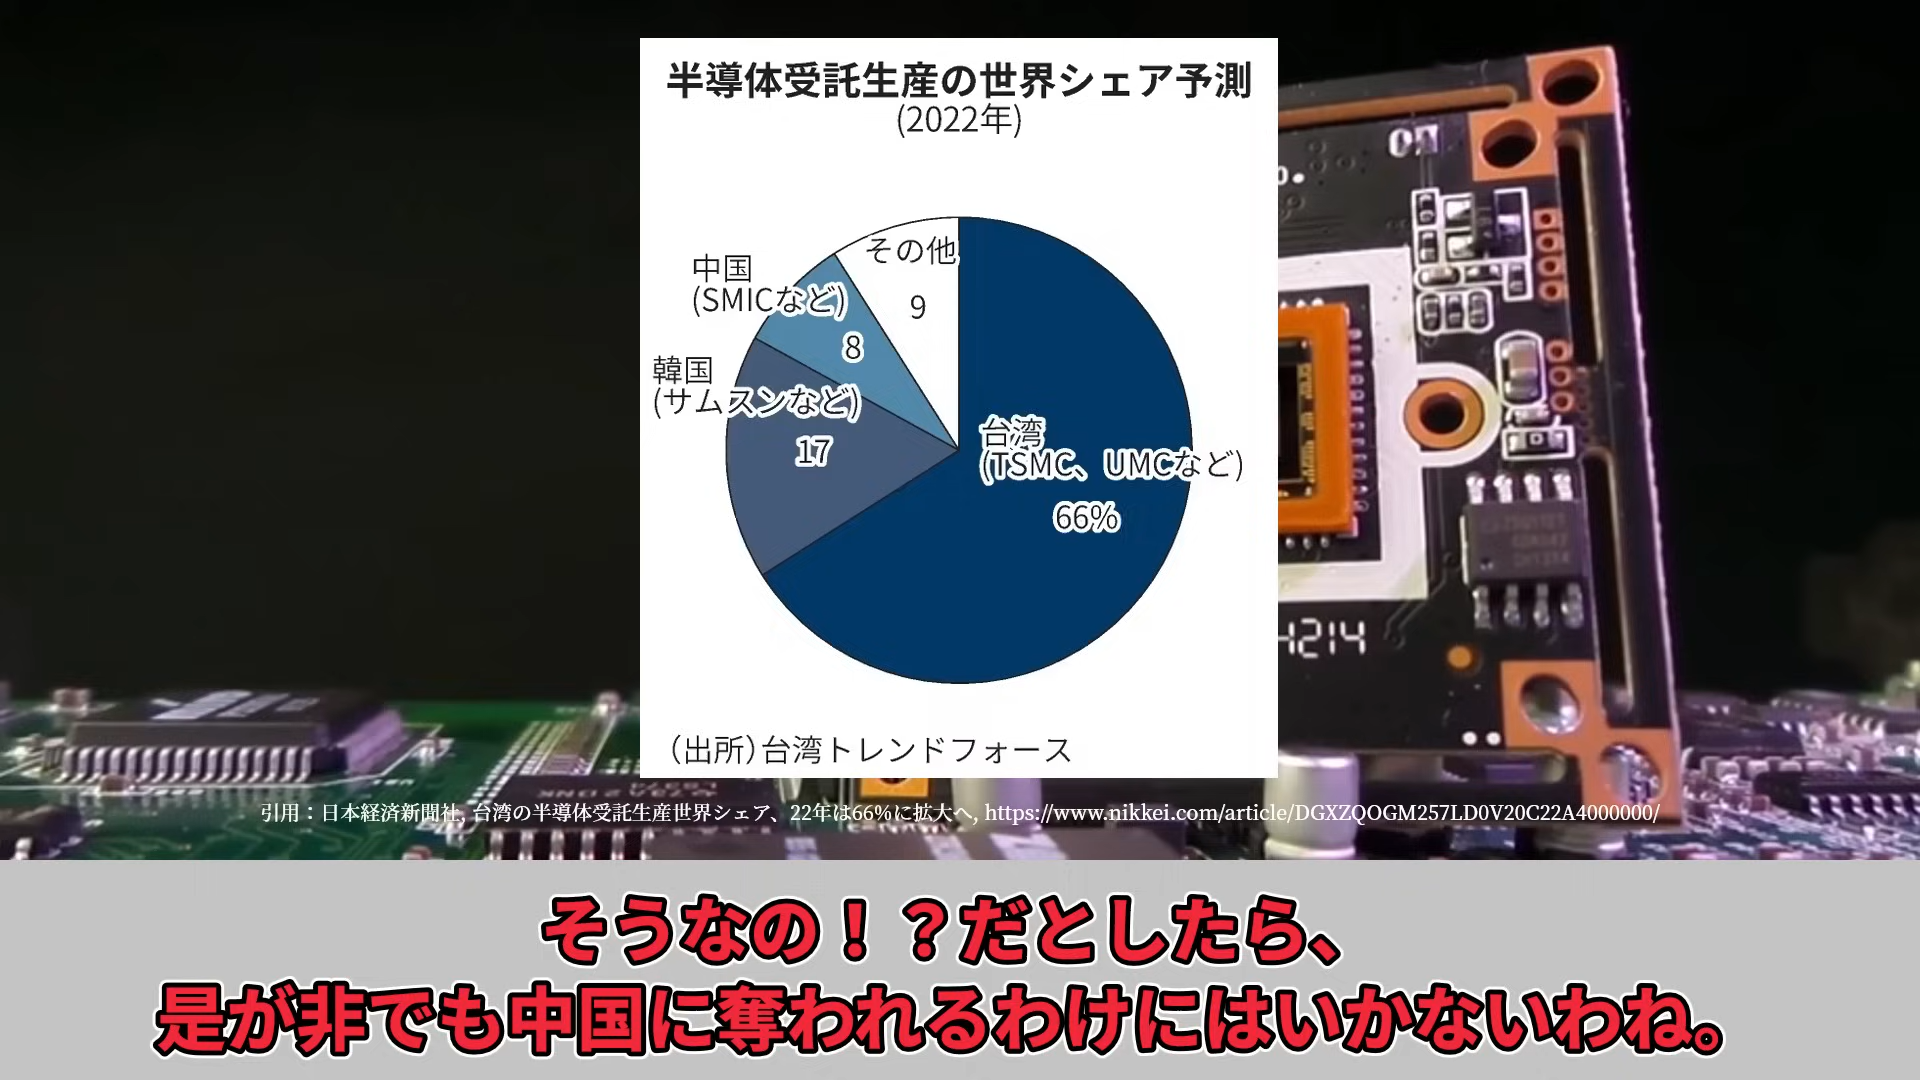 半導体受託生産の世界シェア予測
(2022年)
その他
9
中国
(SMICなど)
8
韓国
(サムスンなど)
17
台湾
(TSMC、UMCなど)
66%
(出所)台湾トレンドフォース
4214
引用：日本経済新聞社, 台湾の半導体受託生産世界シェア、22年は66%に拡大へ, https://www.nikkei.com/article/DGXZQOGM257LD0V20C22A4000000/
そうなの！？だとしたら、
是が非でも中国に奪われるわけにはいかないわね。